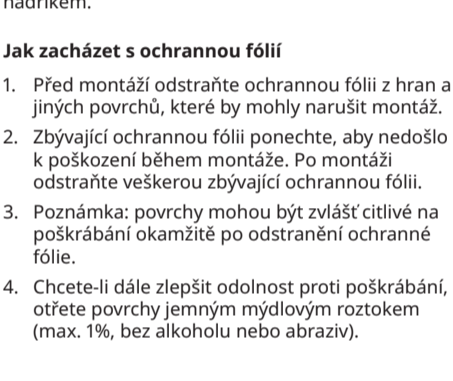 hadříkem.
Jak zacházet s ochrannou fólií
1. Před montáží odstraňte ochrannou fólii z hran a
jiných povrchů, které by mohly narušit montáž.
2. Zbývající ochrannou fólii ponechte, aby nedošlo
k poškození během montáže. Po montáži
odstraňte veškerou zbývající ochrannou fólii.
3. Poznámka: povrchy mohou být zvlášť citlivé na
poškrábání okamžitě po odstranění ochranné
fólie.
4. Chcete-li dále zlepšit odolnost proti poškrábání,
otřete povrchy jemným mýdlovým roztokem
(max. 1%, bez alkoholu nebo abraziv).